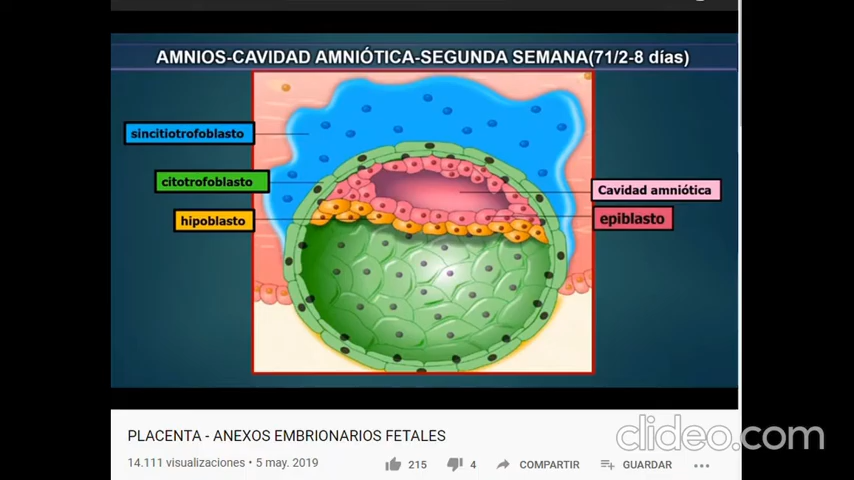 AMNIOS-CAVIDAD AMNIÓTICA-SEGUNDA SEMANA(71/2-8 días)
sincitiotrofoblasto
citotrofoblasto
Cavidad amniótica
hipoblasto
epiblasto
PLACENTA - ANEXOS EMBRIONARIOS FETALES
14.111 visualizaciones • 5 may. 2019
215
4
COMPARTIR
GUARDAR
clideo.com